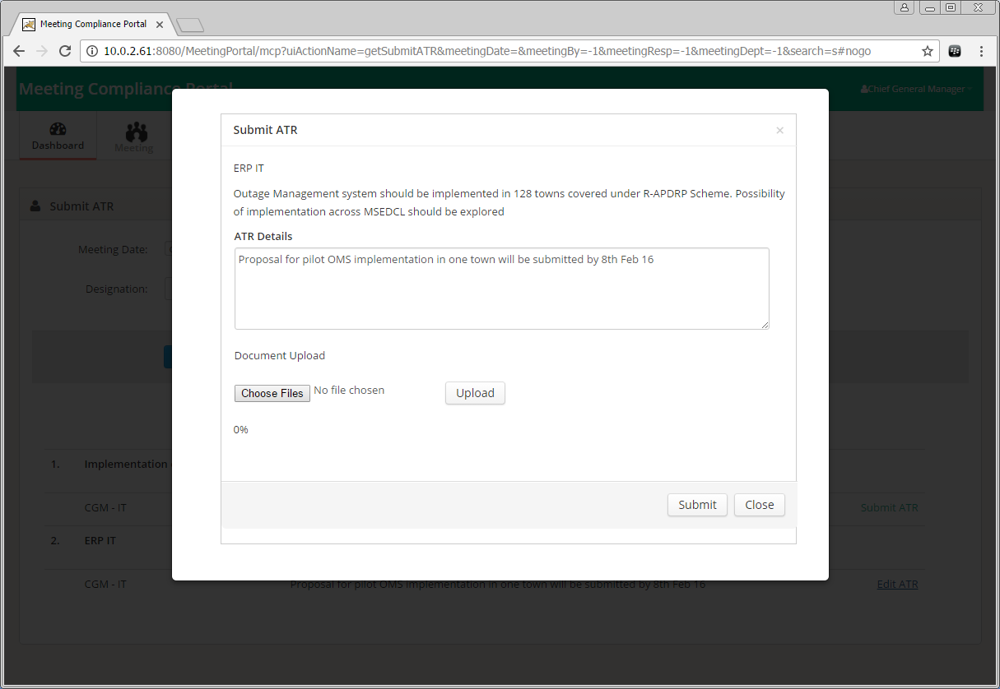 Meeting Compliance Portal
10.0.2.61:8080/MeetingPortal/mcp?uiActionName=getSubmitATR&meetingDate=&meetingBy=-1&meetingResp=-1&meetingDept=-1&search=s#nogo
Meeting Compliance Portal
Chief General Manager
Dashboard
Meeting
Submit ATR
Meeting Date:
Designation:
Submit ATR
×
ERP IT
Outage Management system should be implemented in 128 towns covered under R-APDRP Scheme. Possibility
of implementation across MSEDCL should be explored
ATR Details
Proposal for pilot OMS implementation in one town will be submitted by 8th Feb 16
Document Upload
Choose Files No file chosen Upload
0%
Submit Close
1. Implementation
CGM - IT Submit ATR
2. ERP IT
CGM - IT Proposal for pilot OMS implementation in one town will be submitted by 8th Feb 16 Edit ATR